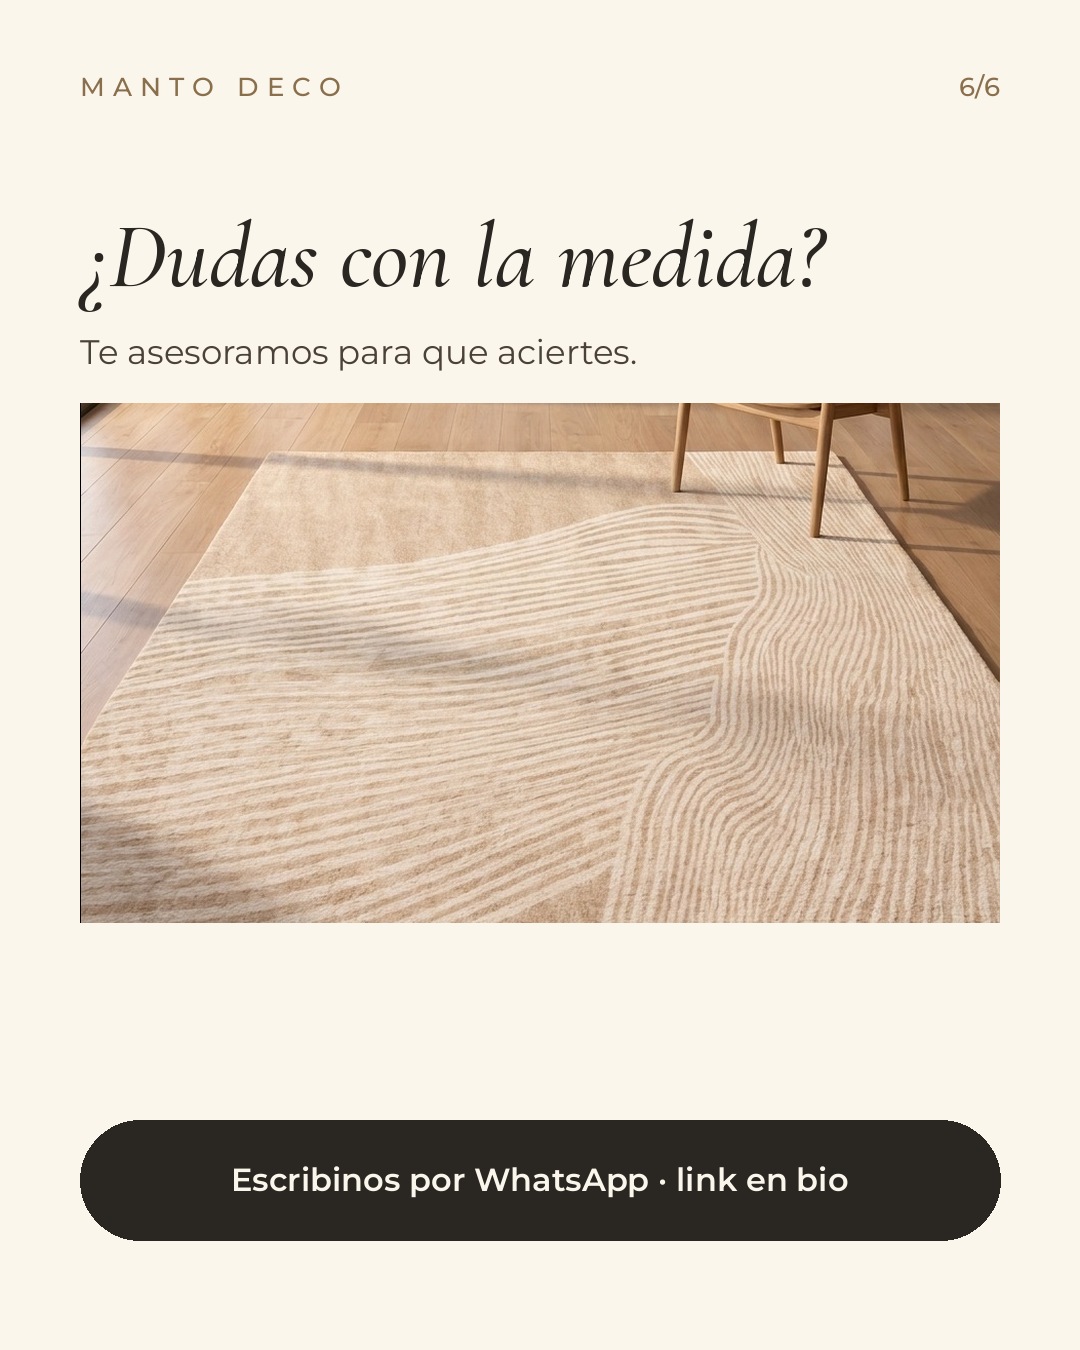 MANTO DECO
6/6
¿Dudas con la medida?
Te asesoramos para que aciertes.
Escribinos por WhatsApp · link en bio